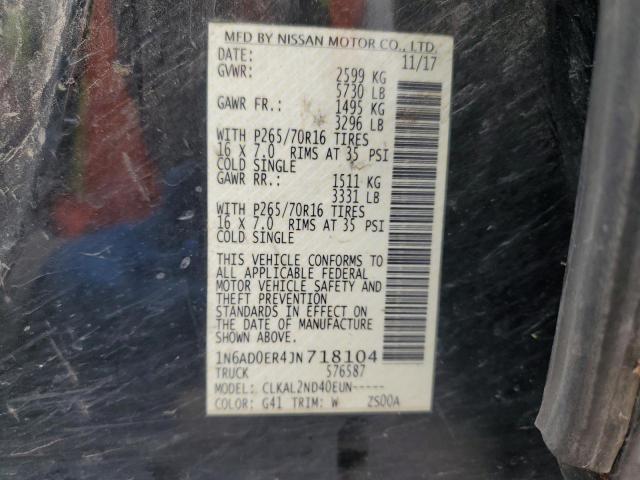 MFD BY NISSAN MOTOR CO., LTD.
DATE: 11/17
GVWR: 2599 KG
5730 LB
GAWR FR.: 1495 KG
3296 LB
WITH P265/70R16 TIRES
16 X 7.0 RIMS AT 35 PSI
COLD SINGLE
GAWR RR.: 1511 KG
3331 LB
WITH P265/70R16 TIRES
16 X 7.0 RIMS AT 35 PSI
COLD SINGLE
THIS VEHICLE CONFORMS TO
ALL APPLICABLE FEDERAL
MOTOR VEHICLE SAFETY AND
THEFT PREVENTION
STANDARDS IN EFFECT ON
THE DATE OF MANUFACTURE
SHOWN ABOVE.
1N6AD0ER4JN718104
TRUCK 576587
MODEL: CLKAL2ND40EUN-----
COLOR: G41 TRIM: W ZS00A